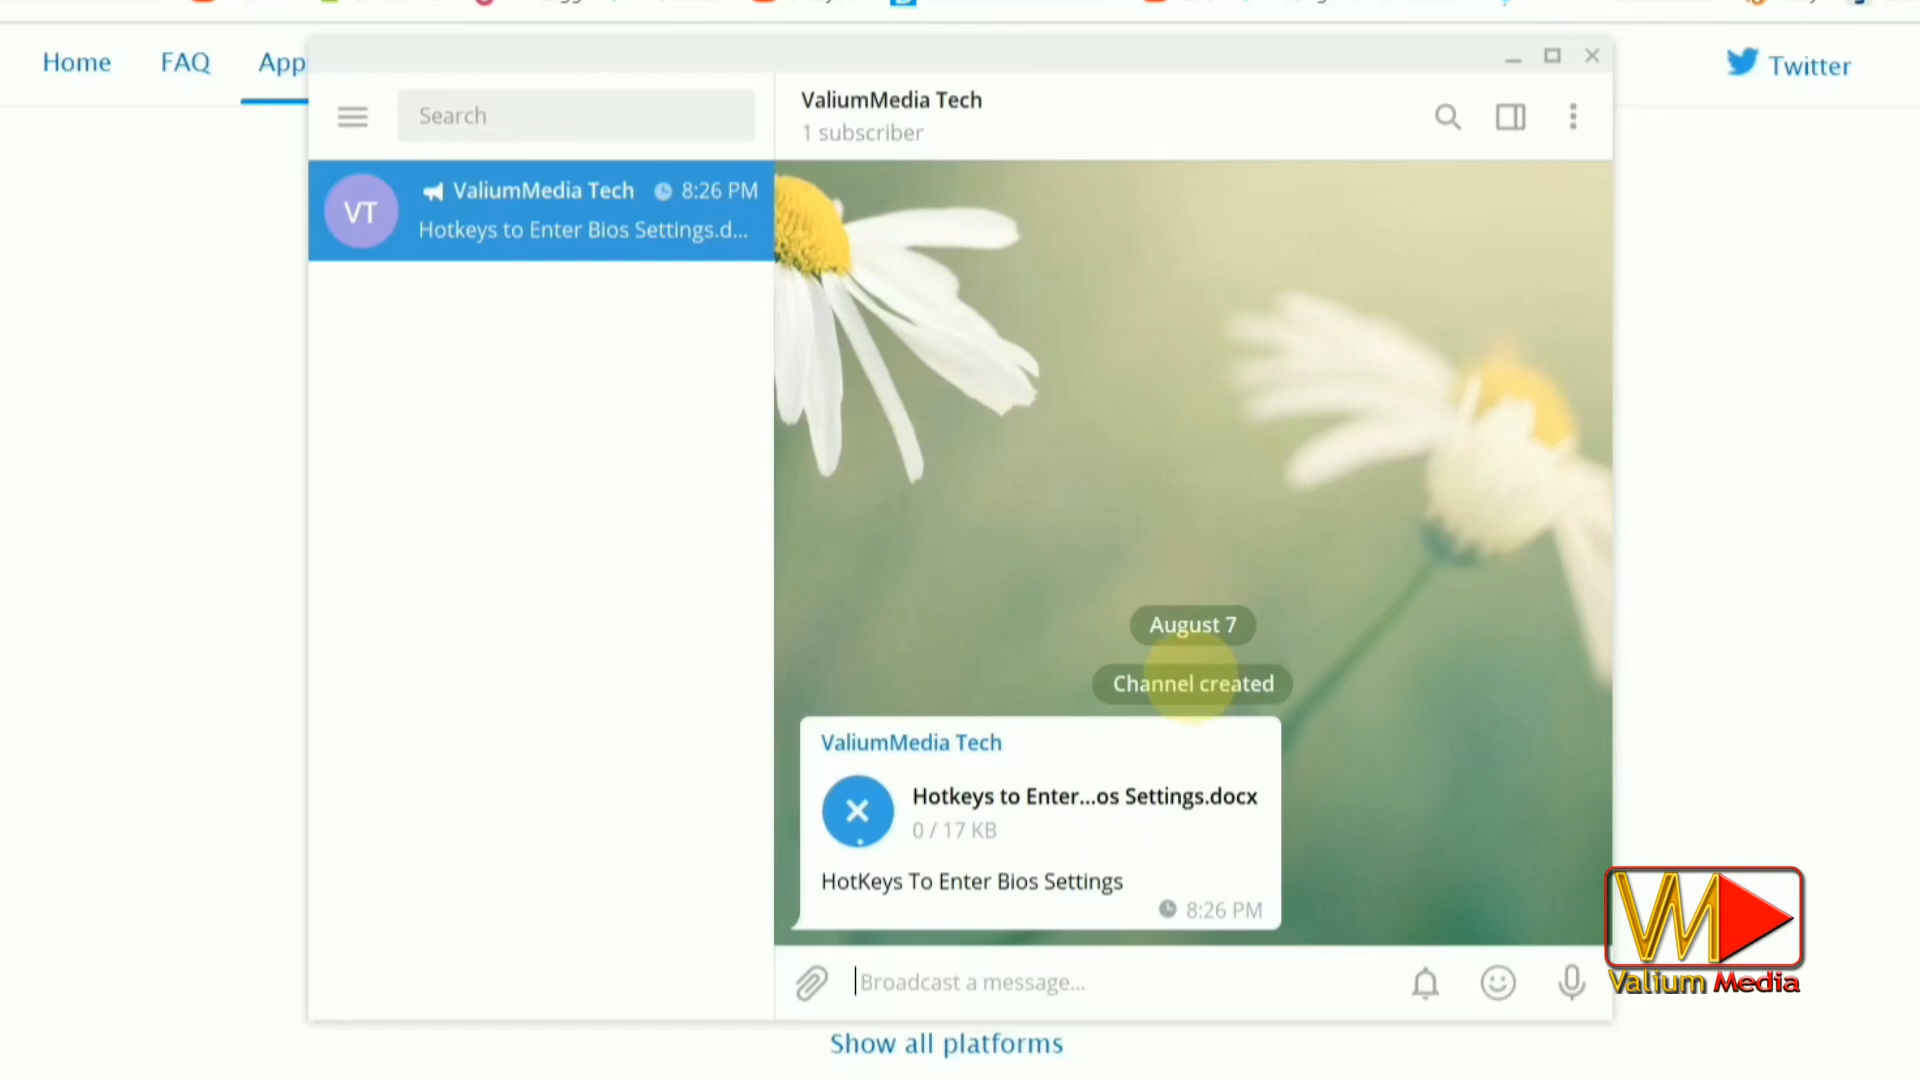 Home FAQ App
Twitter
Search
ValiumMedia Tech
1 subscriber
VT
ValiumMedia Tech 8:26 PM
Hotkeys to Enter Bios Settings.d...
August 7
Channel created
ValiumMedia Tech
Hotkeys to Enter...os Settings.docx
0 / 17 KB
HotKeys To Enter Bios Settings
8:26 PM
Broadcast a message...
VM
Valium Media
Show all platforms